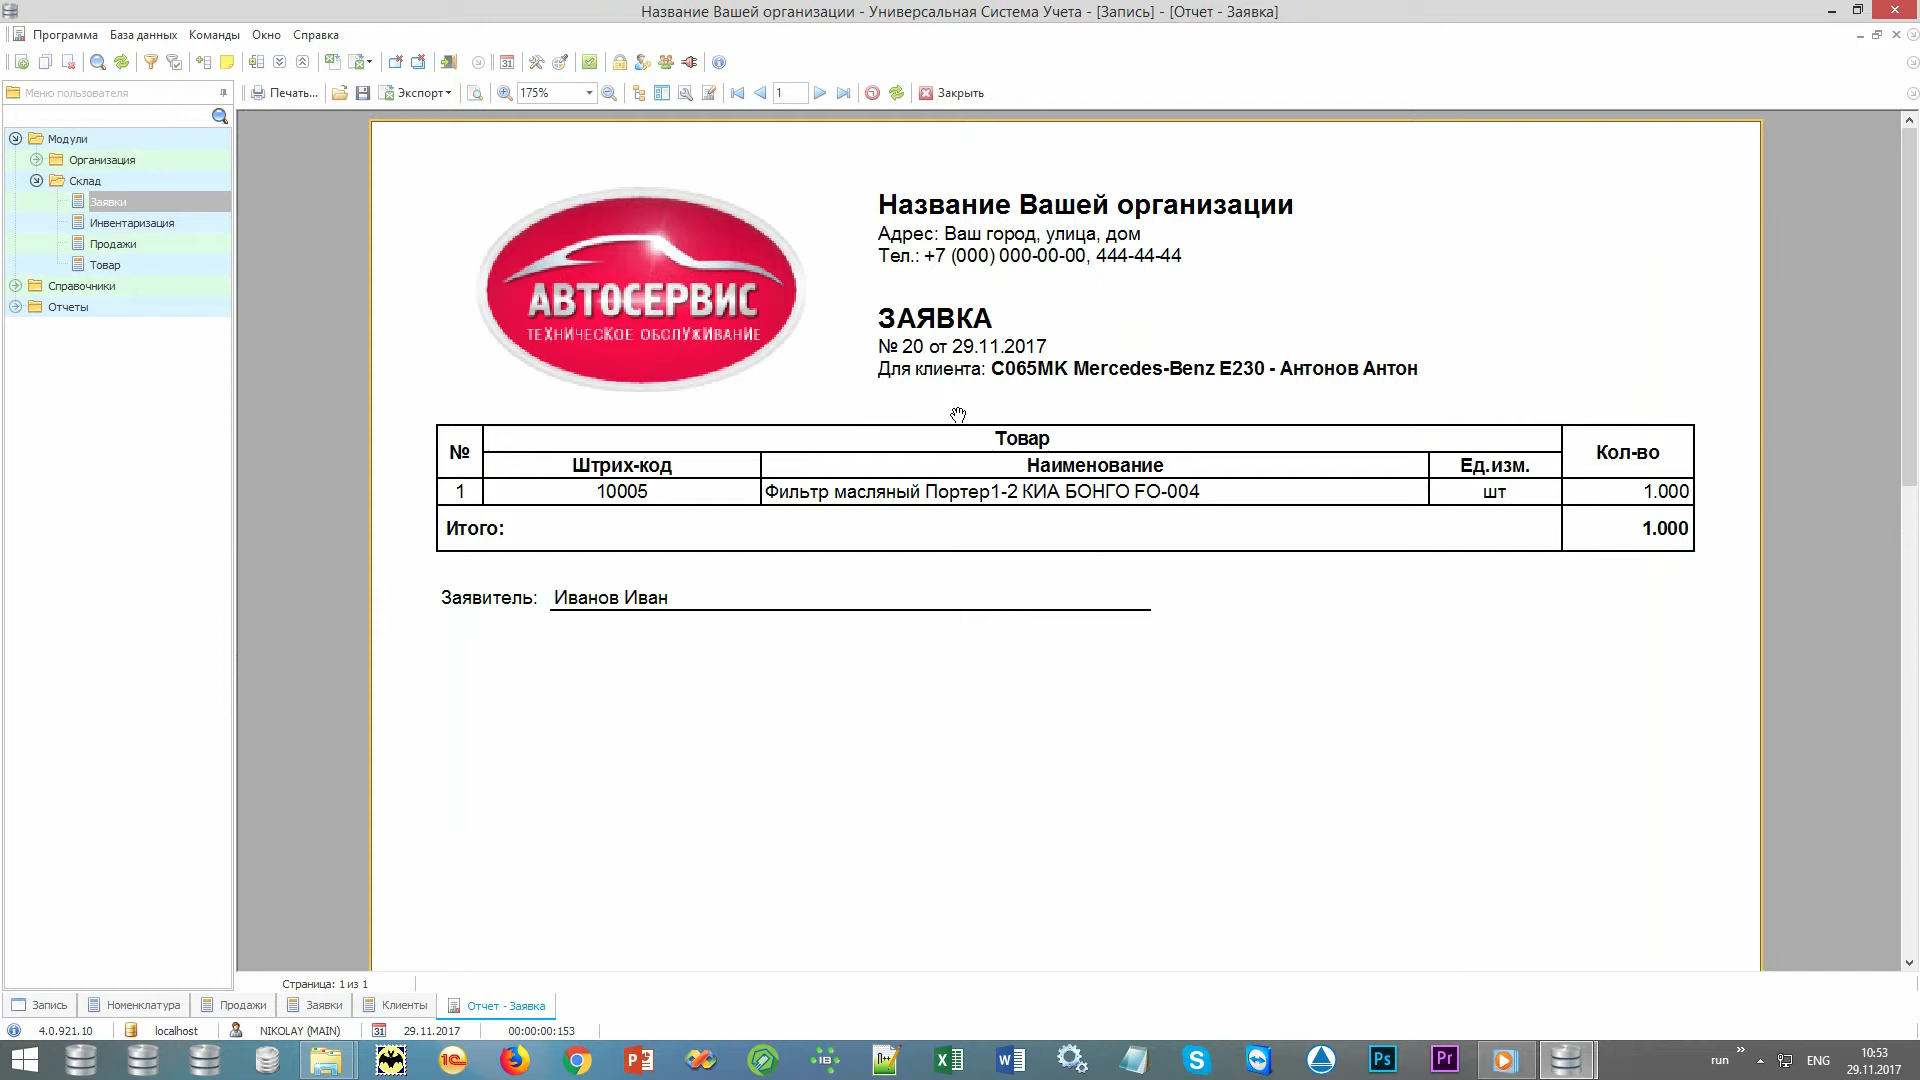 Название Вашей организации - Универсальная Система Учета - [Запись] - [Отчет - Заявка]
Программа База данных Команды Окно Справка
Меню пользователя
Печать... Экспорт 175% 1 Закрыть
Модули
Организация
Склад
Заявки
Инвентаризация
Продажи
Товар
Справочники
Отчеты
АВТОСЕРВИС
ТЕХНИЧЕСКОЕ ОБСЛУЖИВАНИЕ
Название Вашей организации
Адрес: Ваш город, улица, дом
Тел.: +7 (000) 000-00-00, 444-44-44
ЗАЯВКА
№ 20 от 29.11.2017
Для клиента: C065MK Mercedes-Benz E230 - Антонов Антон
№ Товар Кол-во
Штрих-код Наименование Ед.изм.
1 10005 Фильтр масляный Портер1-2 КИА БОНГО FO-004 шт 1.000
Итого: 1.000
Заявитель: Иванов Иван
Страница: 1 из 1
Запись Номенклатура Продажи Заявки Клиенты Отчет - Заявка
4.0.921.10 localhost NIKOLAY (MAIN) 31 29.11.2017 00:00:00:153
run ENG 10:53
29.11.2017